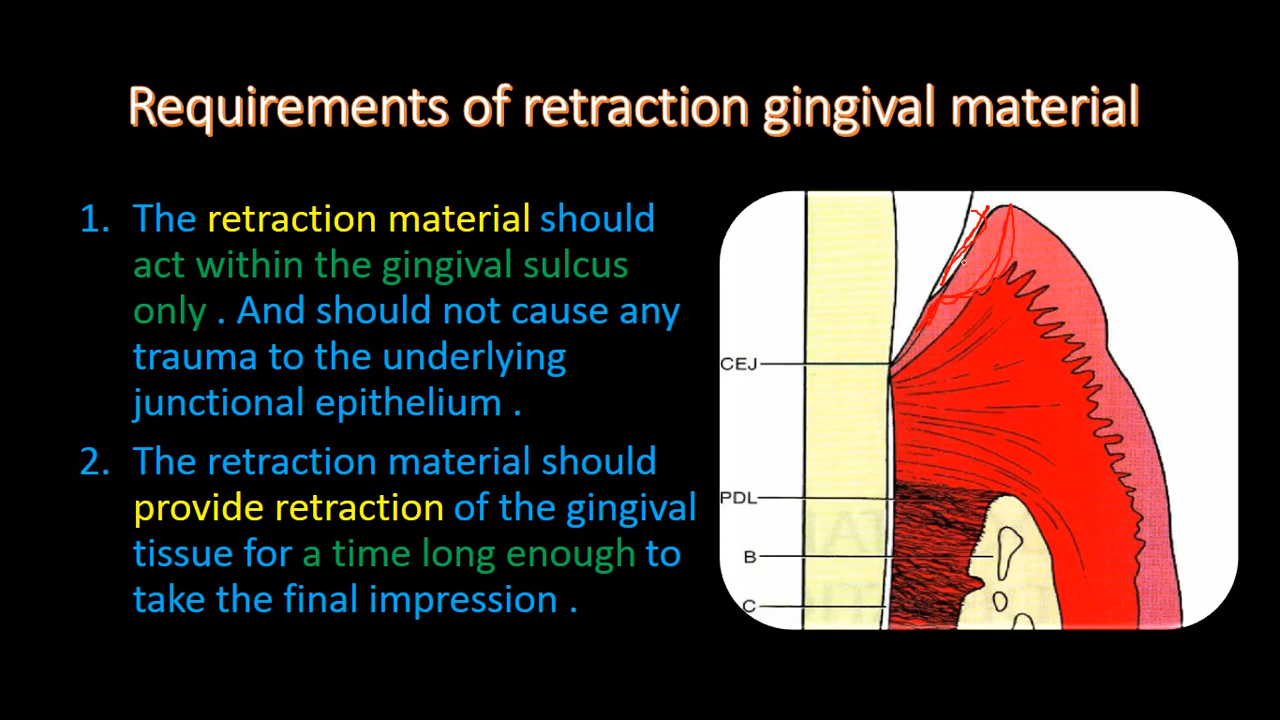 Requirements of retraction gingival material
1. The retraction material should
act within the gingival sulcus
only . And should not cause any
trauma to the underlying
junctional epithelium .
2. The retraction material should
provide retraction of the gingival
tissue for a time long enough to
take the final impression .
CEJ
PDL
B
C